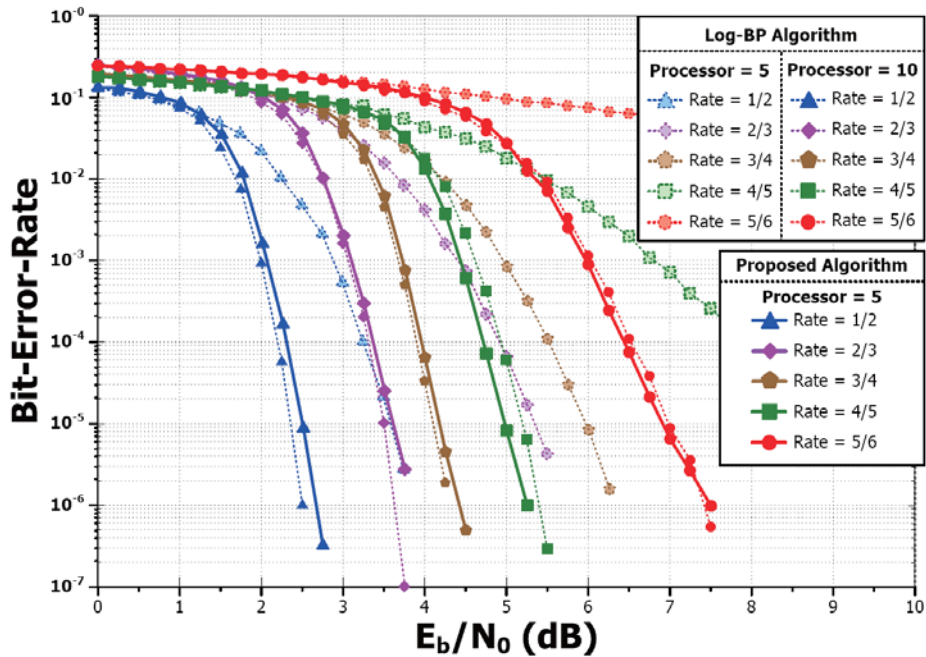 10^-0
10^-1
10^-2
10^-3
10^-4
10^-5
10^-6
10^-7
Bit-Error-Rate
0 1 2 3 4 5 6 7 8 9 10
E_b/N_0 (dB)
Log-BP Algorithm
Processor = 5 Processor = 10
Rate = 1/2 Rate = 1/2
Rate = 2/3 Rate = 2/3
Rate = 3/4 Rate = 3/4
Rate = 4/5 Rate = 4/5
Rate = 5/6 Rate = 5/6
Proposed Algorithm
Processor = 5
Rate = 1/2
Rate = 2/3
Rate = 3/4
Rate = 4/5
Rate = 5/6